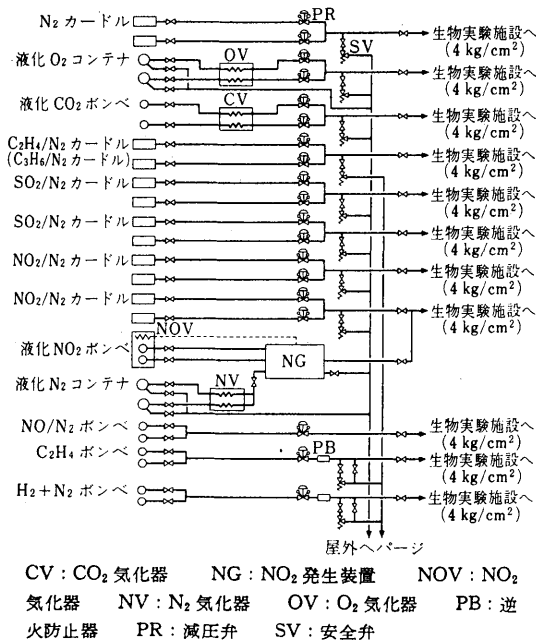 N₂ カードル
PR
生物実験施設へ
(4 kg/cm²)
液化 O₂ コンテナ
OV
SV
生物実験施設へ
(4 kg/cm²)
液化 CO₂ ボンベ
CV
生物実験施設へ
(4 kg/cm²)
C₂H₄/N₂ カードル
(C₃H₆/N₂ カードル)
生物実験施設へ
(4 kg/cm²)
SO₂/N₂ カードル
生物実験施設へ
(4 kg/cm²)
SO₂/N₂ カードル
生物実験施設へ
(4 kg/cm²)
NO₂/N₂ カードル
生物実験施設へ
(4 kg/cm²)
NO₂/N₂ カードル
生物実験施設へ
(4 kg/cm²)
NOV
液化 NO₂ ボンベ
NG
液化 N₂ コンテナ
NV
NO/N₂ ボンベ
生物実験施設へ
(4 kg/cm²)
C₂H₄ ボンベ
PB
生物実験施設へ
(4 kg/cm²)
H₂+N₂ ボンベ
生物実験施設へ
(4 kg/cm²)
屋外へパージ
CV:CO₂ 気化器 NG:NO₂ 発生装置 NOV:NO₂
気化器 NV:N₂ 気化器 OV:O₂ 気化器 PB:逆
火防止器 PR:減圧弁 SV:安全弁